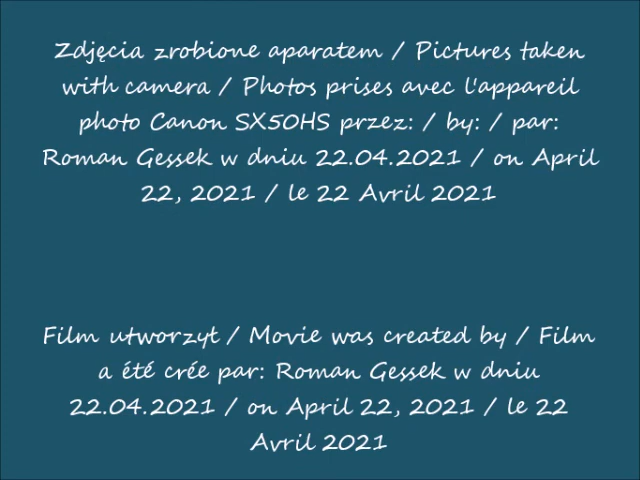 Zdjęcia zrobione aparatem / Pictures taken
with camera / Photos prises avec l'appareil
photo Canon SX50HS przez: / by: / par:
Roman Gessek w dniu 22.04.2021 / on April
22, 2021 / le 22 Avril 2021
Film utworzył / Movie was created by / Film
a été crée par: Roman Gessek w dniu
22.04.2021 / on April 22, 2021 / le 22
Avril 2021